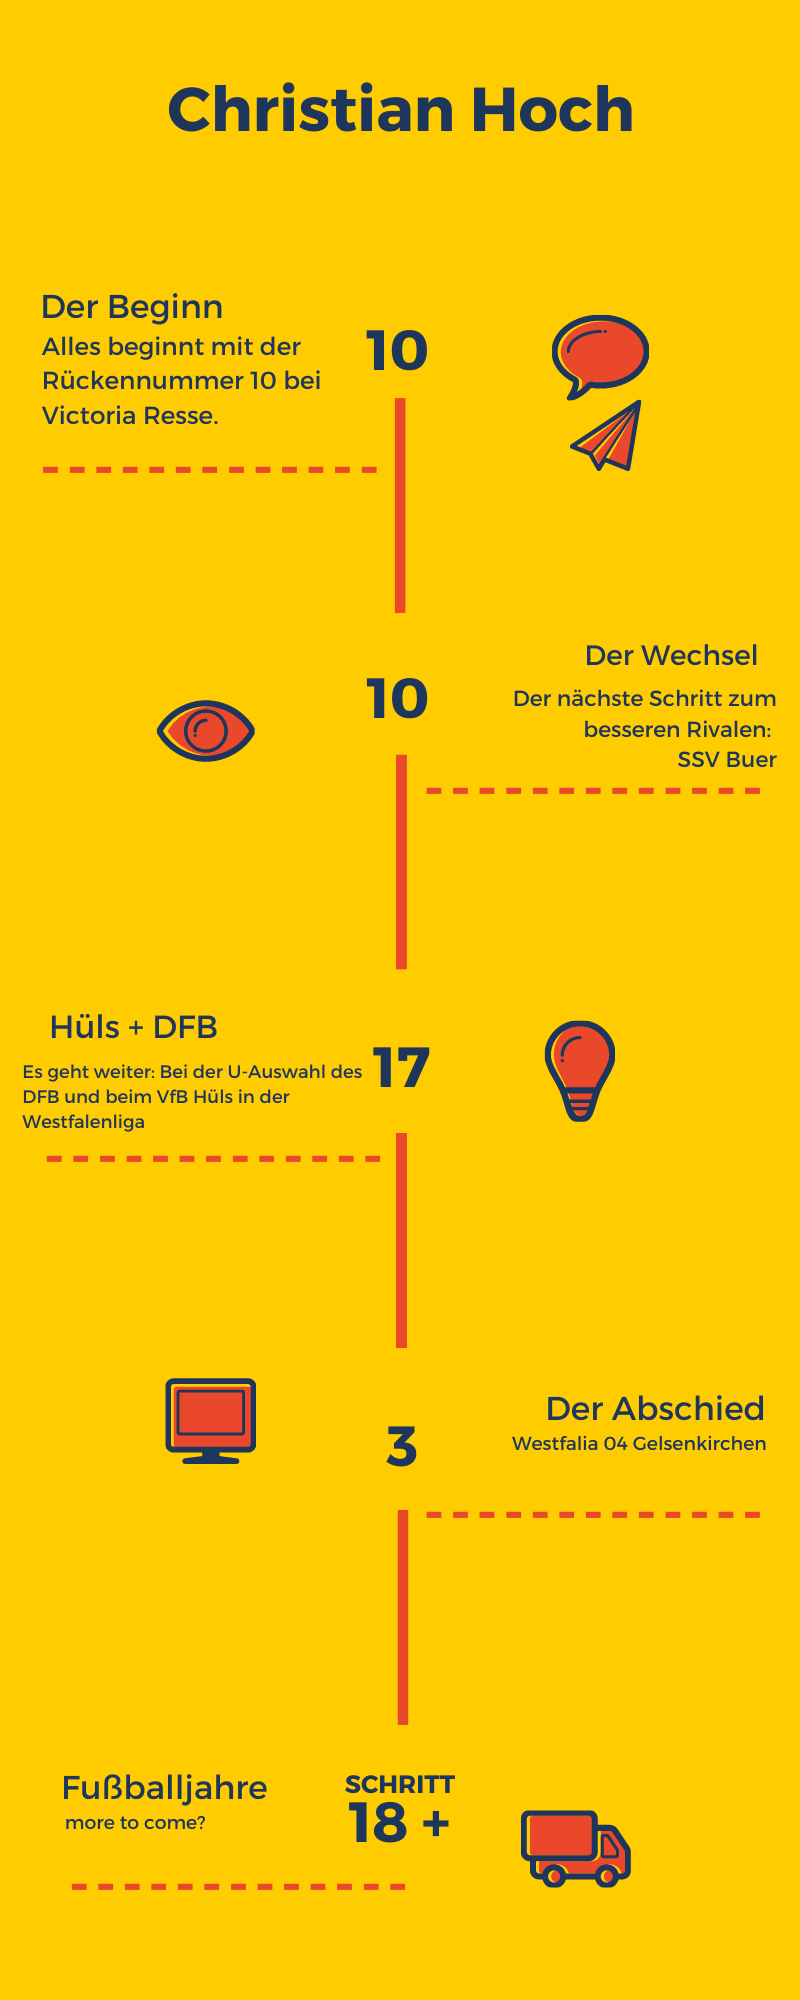 Christian Hoch
Der Beginn
Alles beginnt mit der
Rückennummer 10 bei
Victoria Resse.
10
10
Der Wechsel
Der nächste Schritt zum
besseren Rivalen:
SSV Buer
Hüls + DFB
Es geht weiter: Bei der U-Auswahl des
DFB und beim VfB Hüls in der
Westfalenliga
17
3
Der Abschied
Westfalia 04 Gelsenkirchen
Fußballjahre
more to come?
SCHRITT
18 +